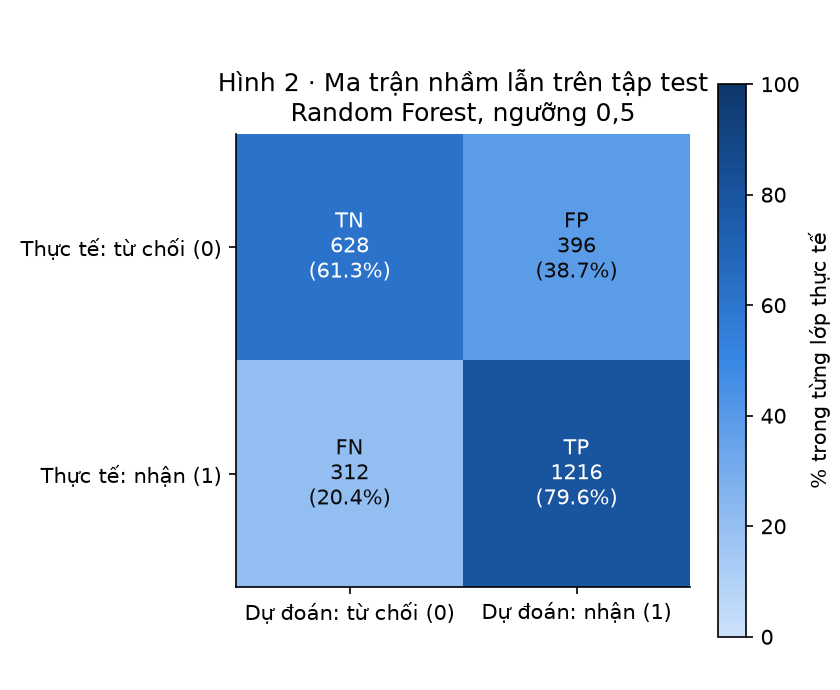 Hình 2 · Ma trận nhầm lẫn trên tập test
Random Forest, ngưỡng 0,5
Thực tế: từ chối (0)
TN
628
(61.3%)
FP
396
(38.7%)
Thực tế: nhận (1)
FN
312
(20.4%)
TP
1216
(79.6%)
Dự đoán: từ chối (0)
Dự đoán: nhận (1)
100
80
60
40
20
0
% trong từng lớp thực tế